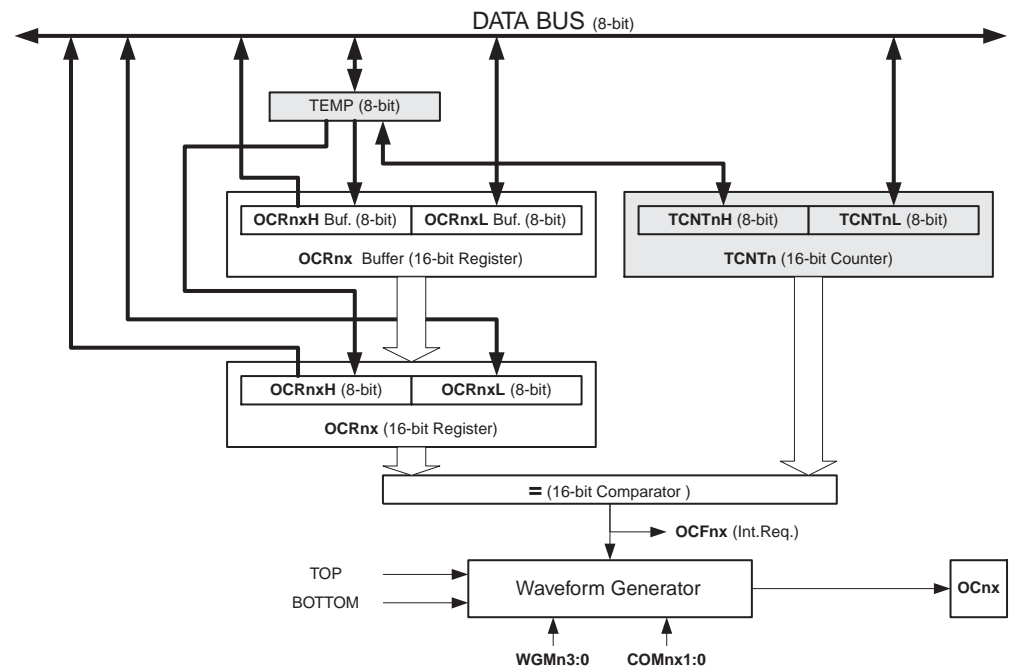 DATA BUS (8-bit)
TEMP (8-bit)
OCRnxH Buf. (8-bit) OCRnxL Buf. (8-bit)
OCRnx Buffer (16-bit Register)
TCNTnH (8-bit) TCNTnL (8-bit)
TCNTn (16-bit Counter)
OCRnxH (8-bit) OCRnxL (8-bit)
OCRnx (16-bit Register)
= (16-bit Comparator )
OCFnx (Int.Req.)
TOP
BOTTOM
Waveform Generator
OCnx
WGMn3:0 COMnx1:0